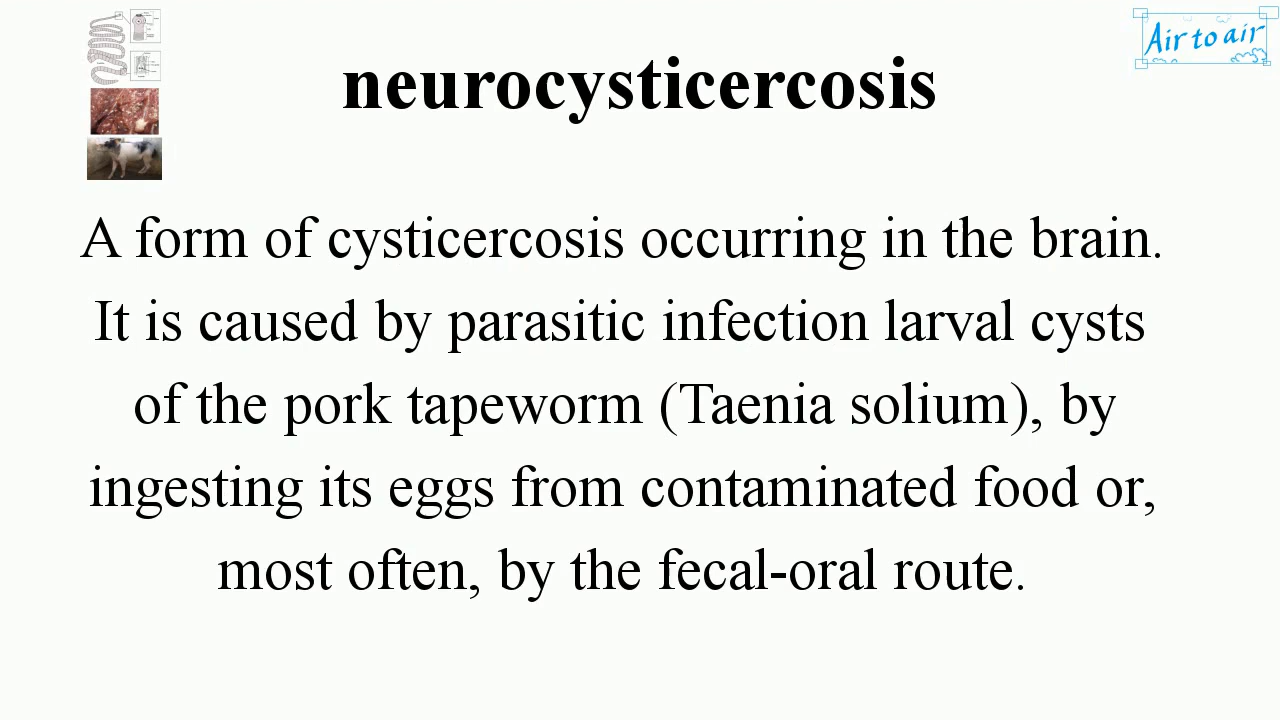 Air to air
neurocysticercosis
A form of cysticercosis occurring in the brain.
It is caused by parasitic infection larval cysts
of the pork tapeworm (Taenia solium), by
ingesting its eggs from contaminated food or,
most often, by the fecal-oral route.